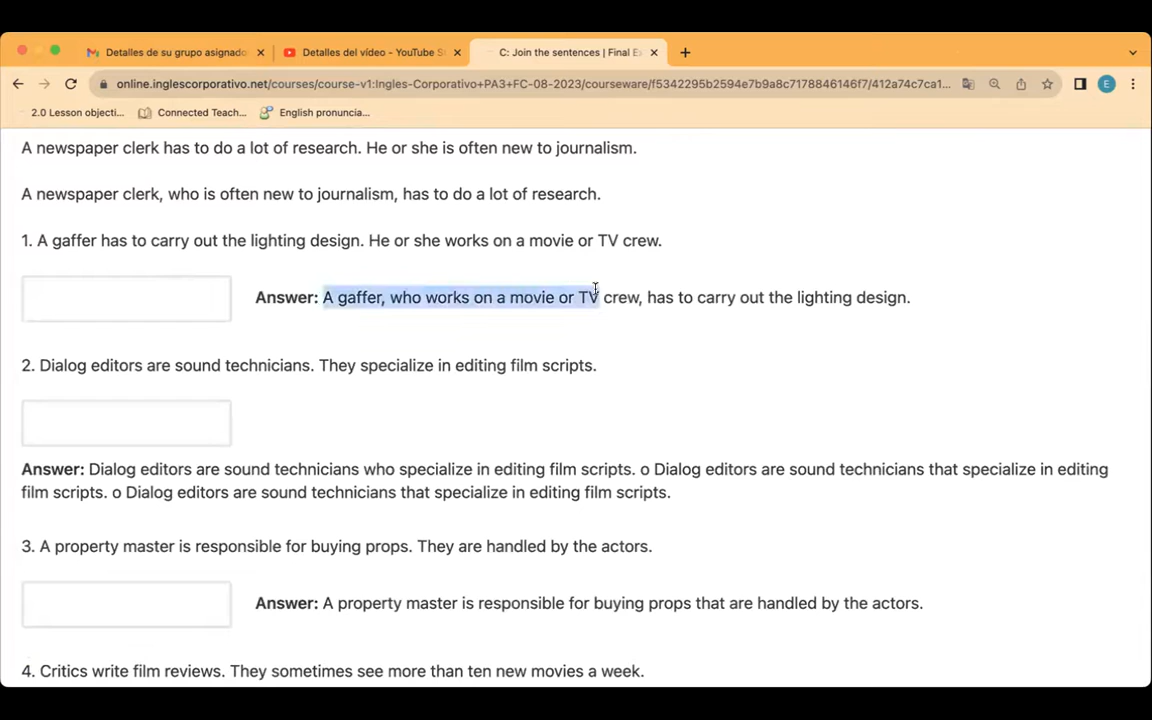 Detalles de su grupo asignado
Detalles del vídeo - YouTube S
C: Join the sentences | Final E
online.inglescorporativo.net/courses/course-v1:Ingles-Corporativo+PA3+FC-08-2023/courseware/f5342295b2594e7b9a8c7178846146f7/412a74c7ca1...
E
2.0 Lesson objecti...
Connected Teach...
English pronuncia...
A newspaper clerk has to do a lot of research. He or she is often new to journalism.
A newspaper clerk, who is often new to journalism, has to do a lot of research.
1. A gaffer has to carry out the lighting design. He or she works on a movie or TV crew.
Answer: A gaffer, who works on a movie or TV crew, has to carry out the lighting design.
2. Dialog editors are sound technicians. They specialize in editing film scripts.
Answer: Dialog editors are sound technicians who specialize in editing film scripts. o Dialog editors are sound technicians that specialize in editing
film scripts. o Dialog editors are sound technicians that specialize in editing film scripts.
3. A property master is responsible for buying props. They are handled by the actors.
Answer: A property master is responsible for buying props that are handled by the actors.
4. Critics write film reviews. They sometimes see more than ten new movies a week.